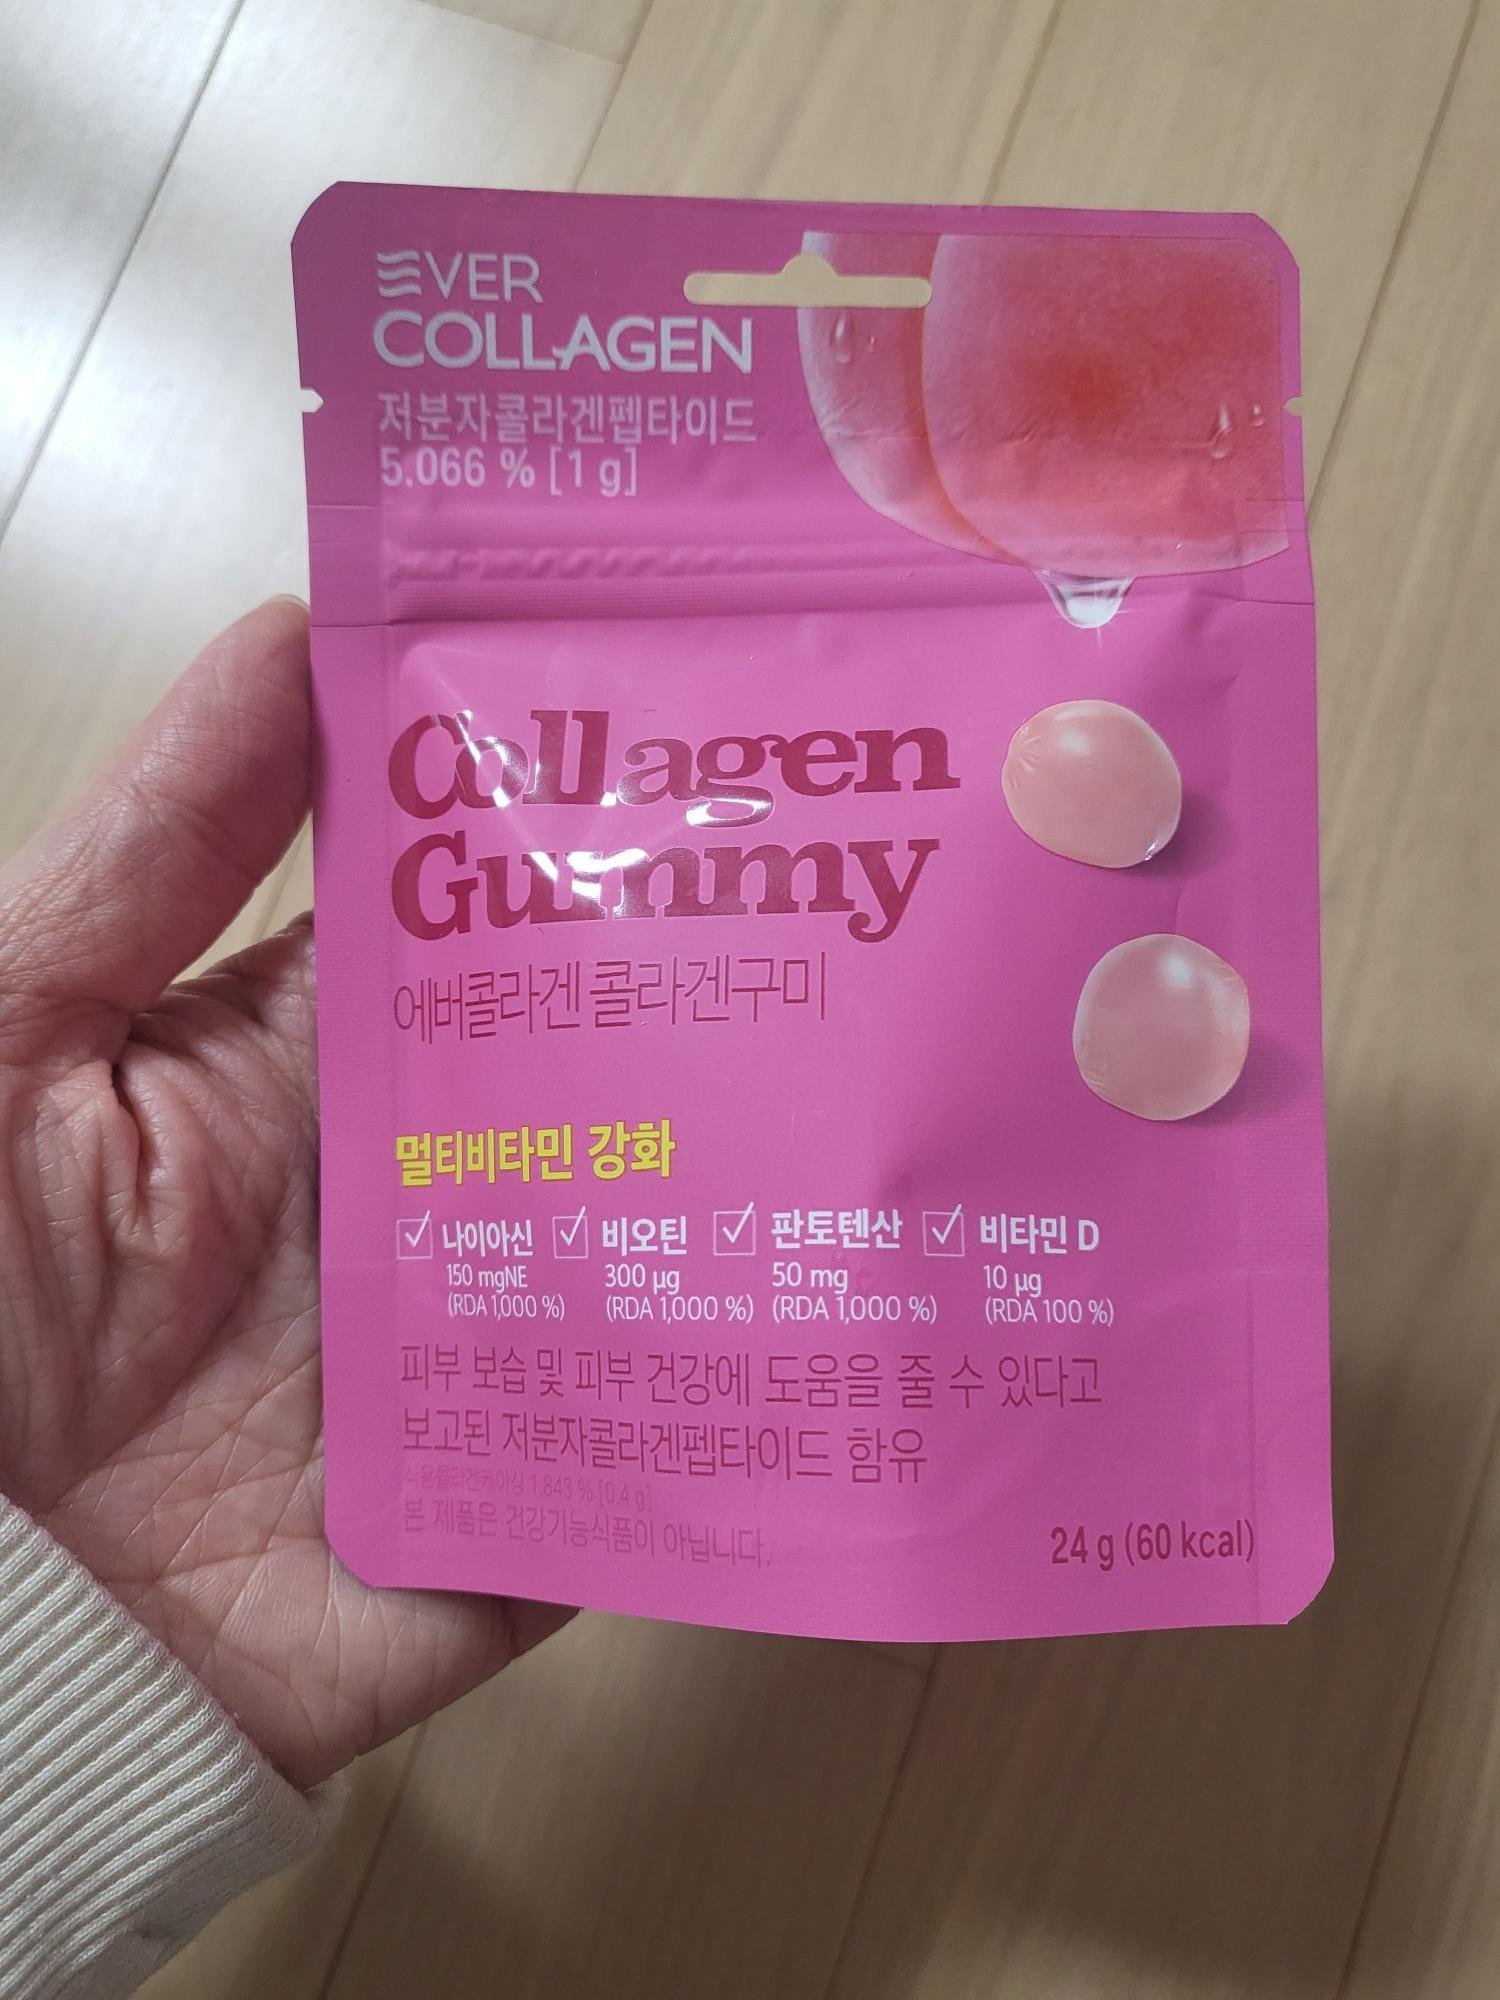 EVER
COLLAGEN
저분자콜라겐펩타이드
5.066 % [1 g]
Collagen
Gummy
에버콜라겐 콜라겐구미
멀티비타민 강화
나이아신 비오틴 판토텐산 비타민 D
150 mgNE 300 µg 50 mg 10 µg
(RDA 1,000 %) (RDA 1,000 %) (RDA 1,000 %) (RDA 100 %)
피부 보습 및 피부 건강에 도움을 줄 수 있다고
보고된 저분자콜라겐펩타이드 함유
식용콜라겐케이싱 1.843 % [0.4 g]
본 제품은 건강기능식품이 아닙니다.
24 g (60 kcal)